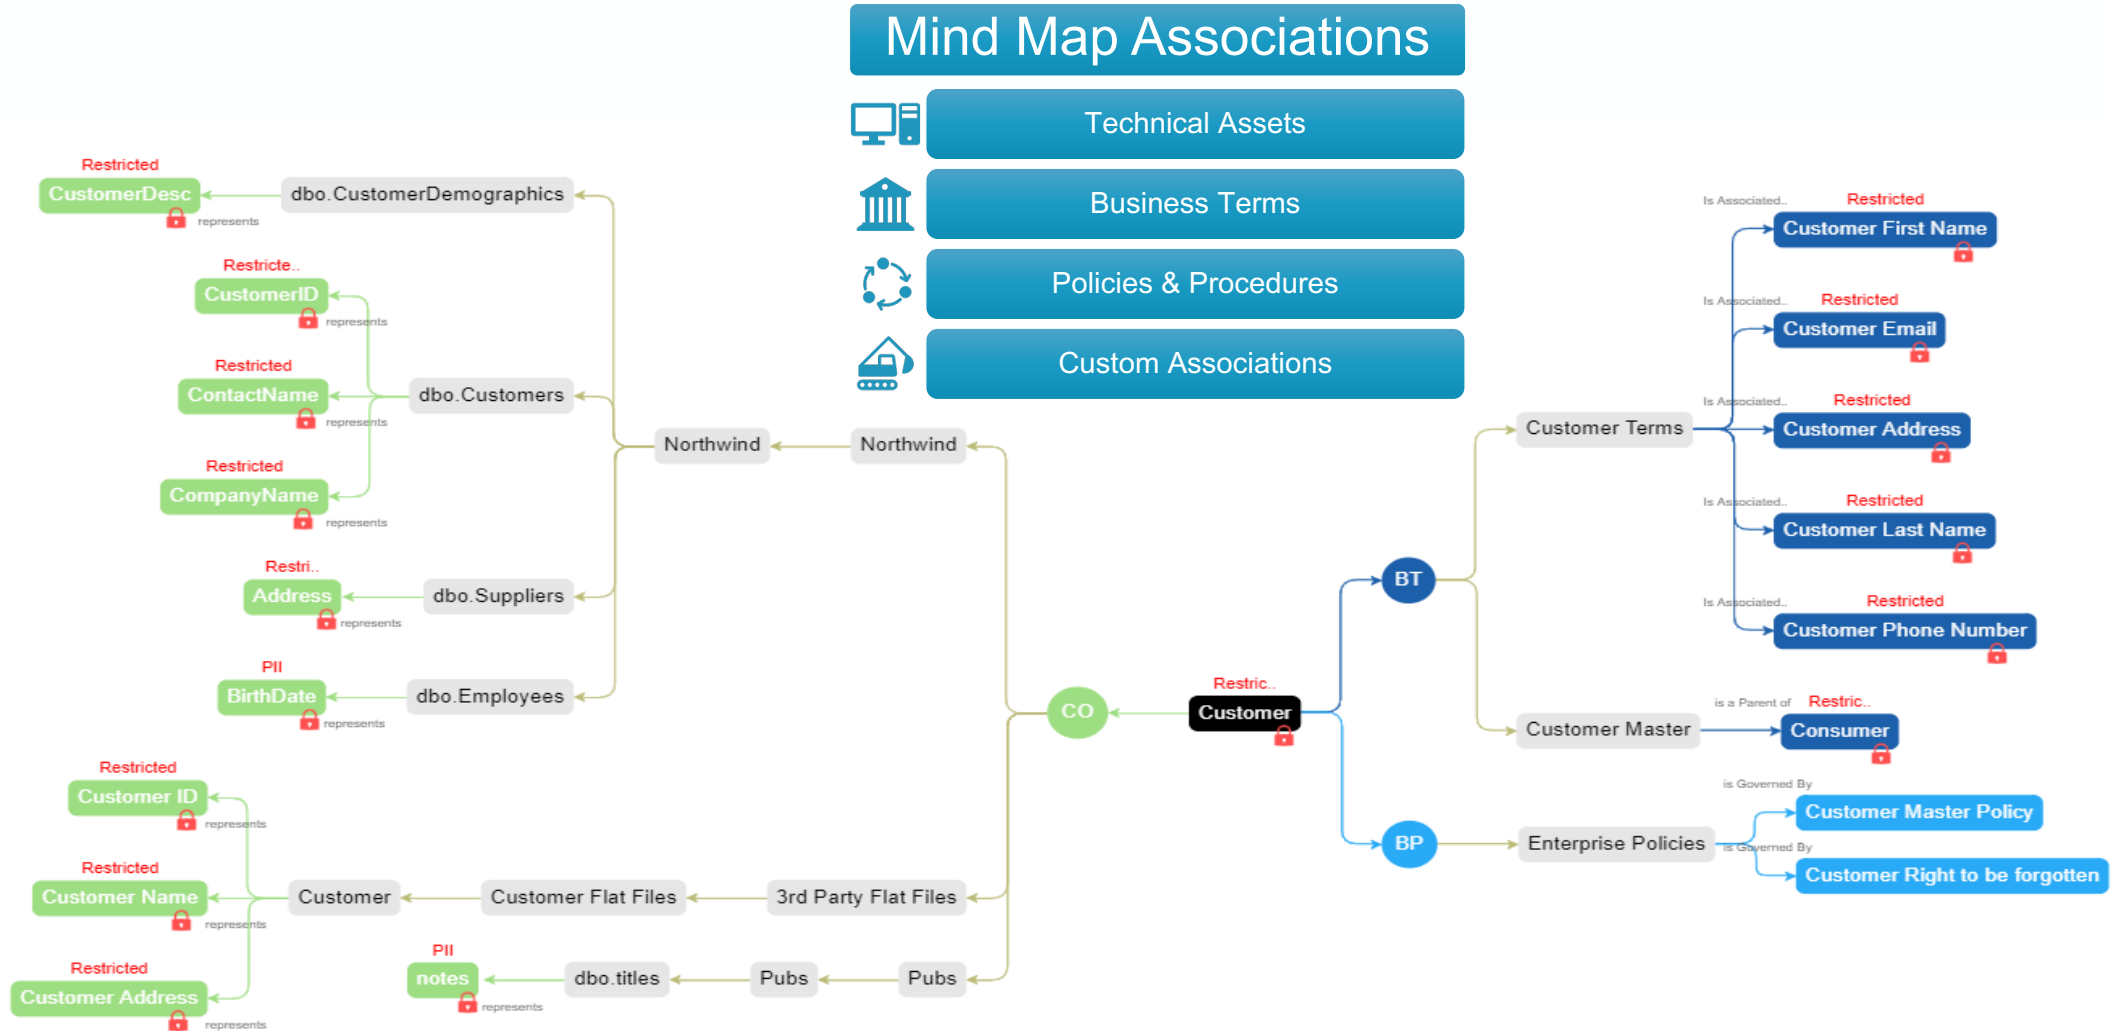 Mind Map Associations
Technical Assets
Business Terms
Policies & Procedures
Custom Associations
Restricted
CustomerDesc
represents
dbo.CustomerDemographics
Restricte..
CustomerID
represents
Restricted
ContactName
represents
dbo.Customers
Restricted
CompanyName
represents
Northwind
Northwind
Restri..
Address
represents
dbo.Suppliers
PII
BirthDate
represents
dbo.Employees
Restricted
Customer ID
represents
Restricted
Customer Name
represents
Customer
Customer Flat Files
3rd Party Flat Files
Restricted
Customer Address
represents
PII
notes
represents
dbo.titles
Pubs
Pubs
CO
Restric..
Customer
BT
BP
Customer Terms
Is Associated..
Restricted
Customer First Name
Is Associated..
Restricted
Customer Email
Is Associated..
Restricted
Customer Address
Is Associated..
Restricted
Customer Last Name
Is Associated..
Restricted
Customer Phone Number
Customer Master
is a Parent of
Restric..
Consumer
Enterprise Policies
is Governed By
Customer Master Policy
is Governed By
Customer Right to be forgotten